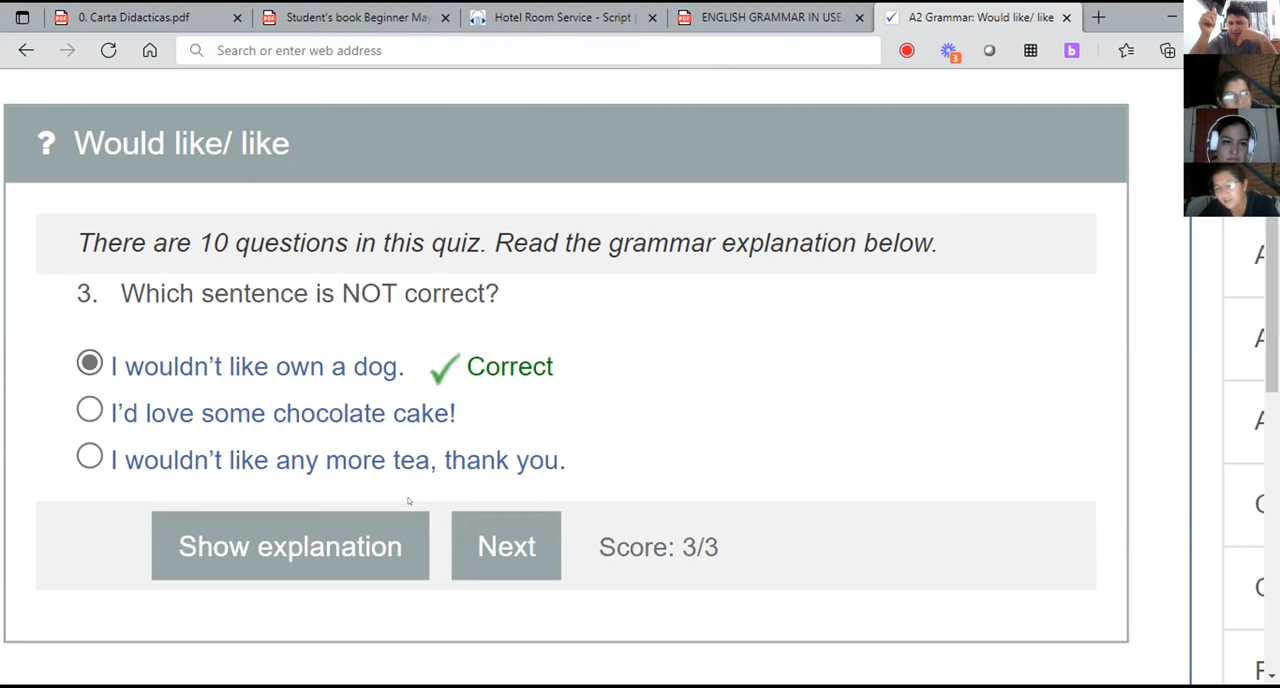 0. Carta Didacticas.pdf
Student's book Beginner May
Hotel Room Service - Script
ENGLISH GRAMMAR IN USE.
A2 Grammar: Would like/ like
Search or enter web address
3
b
? Would like/ like
There are 10 questions in this quiz. Read the grammar explanation below.
3. Which sentence is NOT correct?
I wouldn’t like own a dog. Correct
I’d love some chocolate cake!
I wouldn’t like any more tea, thank you.
Show explanation Next Score: 3/3